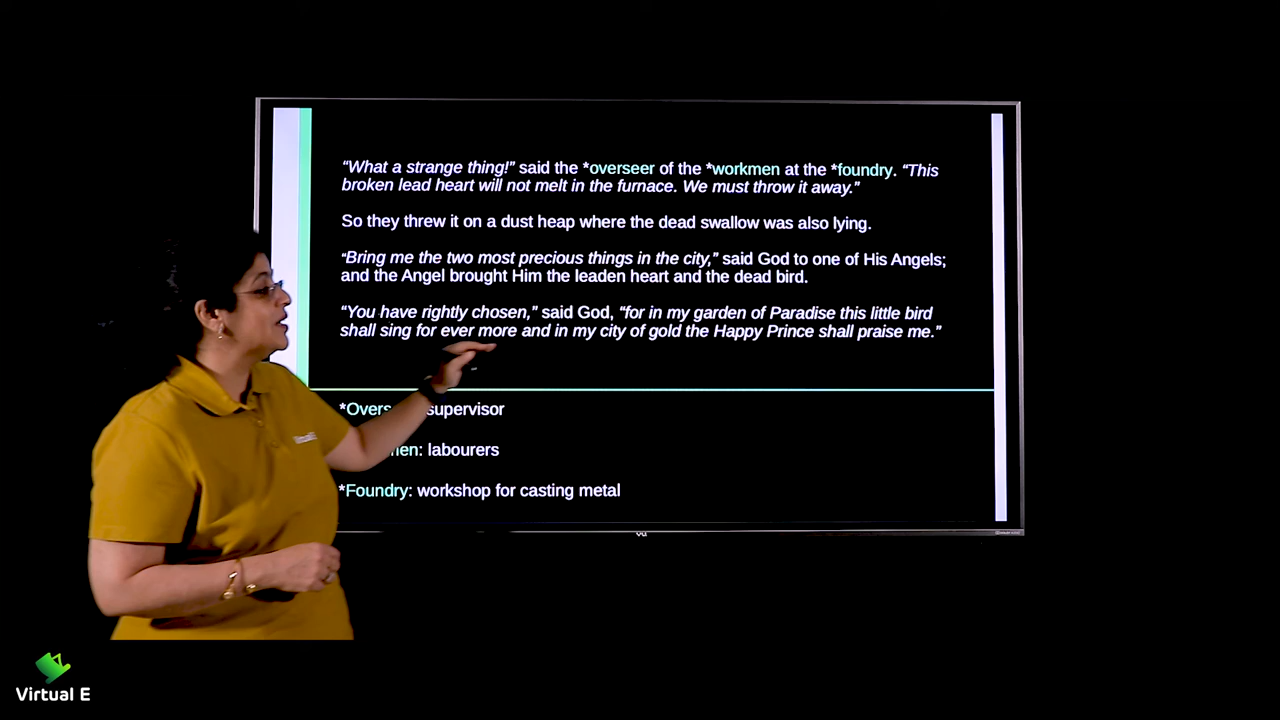 “What a strange thing!” said the *overseer of the *workmen at the *foundry. “This
broken lead heart will not melt in the furnace. We must throw it away.”
So they threw it on a dust heap where the dead swallow was also lying.
“Bring me the two most precious things in the city,” said God to one of His Angels;
and the Angel brought Him the leaden heart and the dead bird.
“You have rightly chosen,” said God, “for in my garden of Paradise this little bird
shall sing for ever more and in my city of gold the Happy Prince shall praise me.”
*Overs supervisor
men: labourers
*Foundry: workshop for casting metal
Virtual E
vu
Virtual E